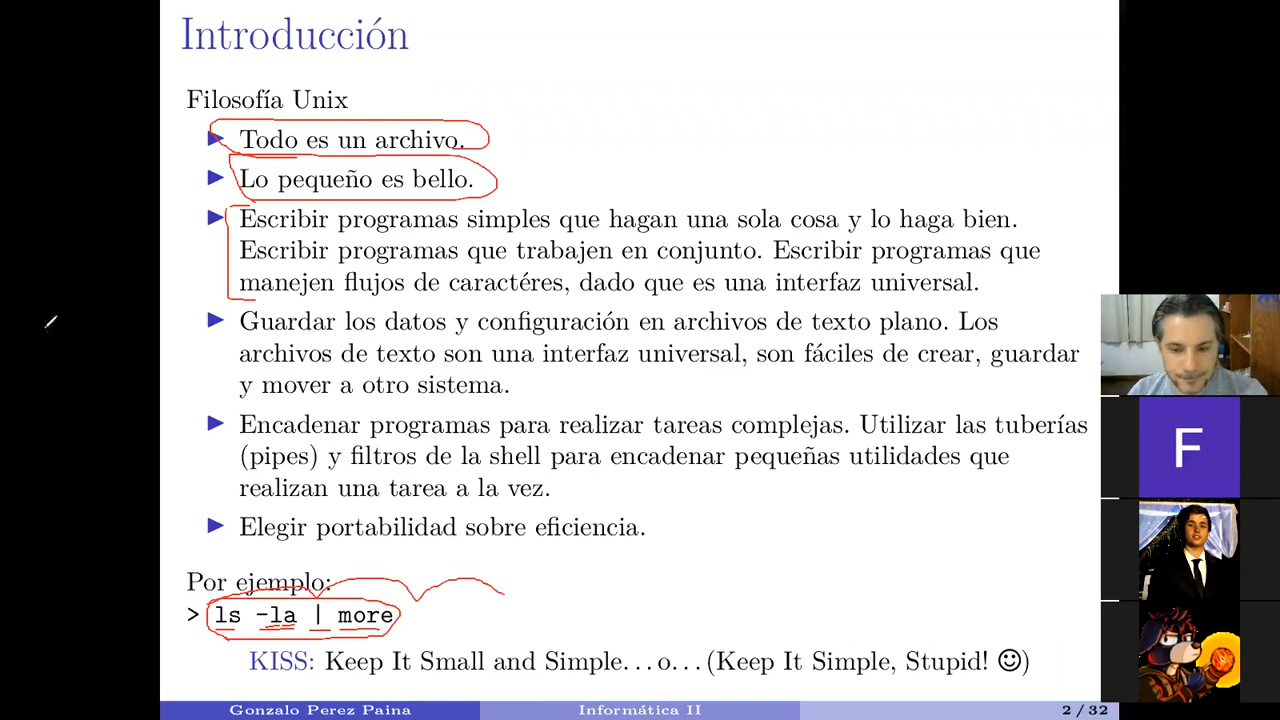 Introducción
Filosofía Unix
Todo es un archivo.
Lo pequeño es bello.
Escribir programas simples que hagan una sola cosa y lo haga bien.
Escribir programas que trabajen en conjunto. Escribir programas que
manejen flujos de caractéres, dado que es una interfaz universal.
Guardar los datos y configuración en archivos de texto plano. Los
archivos de texto son una interfaz universal, son fáciles de crear, guardar
y mover a otro sistema.
Encadenar programas para realizar tareas complejas. Utilizar las tuberías
(pipes) y filtros de la shell para encadenar pequeñas utilidades que
realizan una tarea a la vez.
Elegir portabilidad sobre eficiencia.
Por ejemplo:
> ls -la | more
KISS: Keep It Small and Simple...o...(Keep It Simple, Stupid! ☺)
Gonzalo Perez Paina Informática II 2 / 32
F